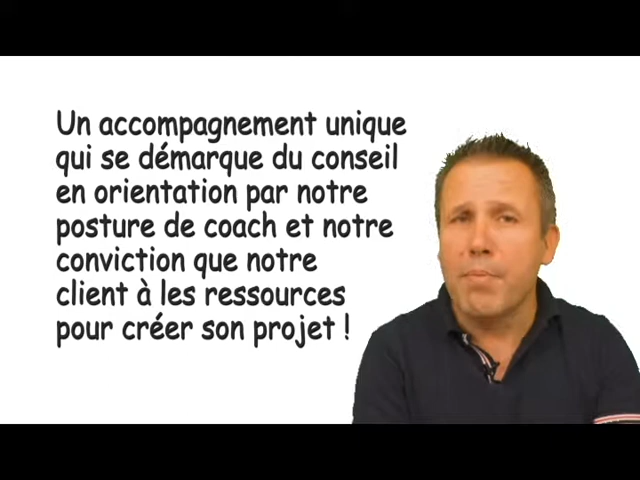 Un accompagnement unique
qui se démarque du conseil
en orientation par notre
posture de coach et notre
conviction que notre
client à les ressources
pour créer son projet !